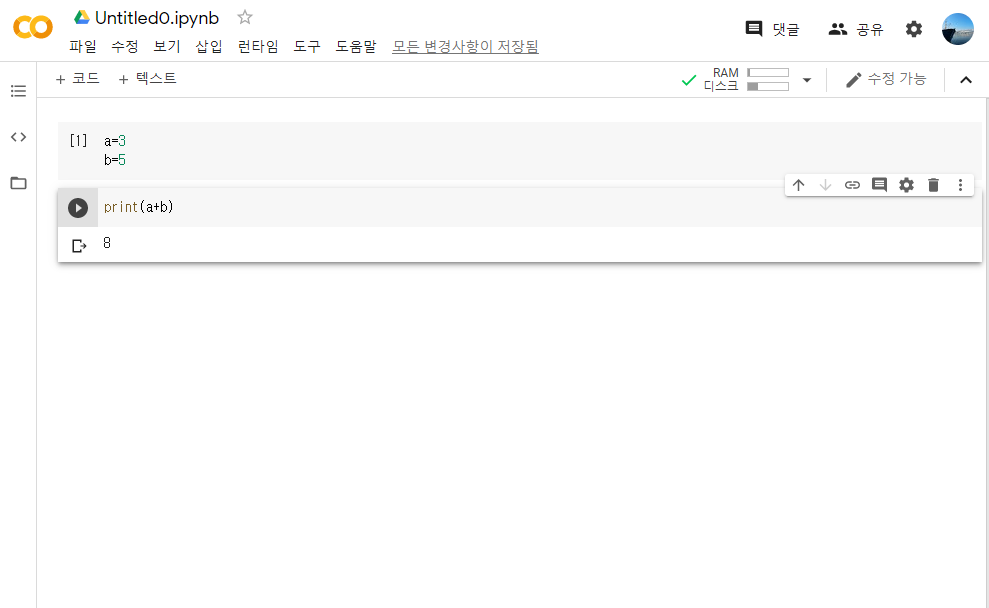 CO Untitled0.ipynb
파일 수정 보기 삽입 런타임 도구 도움말 모든 변경사항이 저장됨
댓글 공유
+ 코드 + 텍스트
RAM
디스크
수정 가능
[1] a=3
b=5
print(a+b)
8